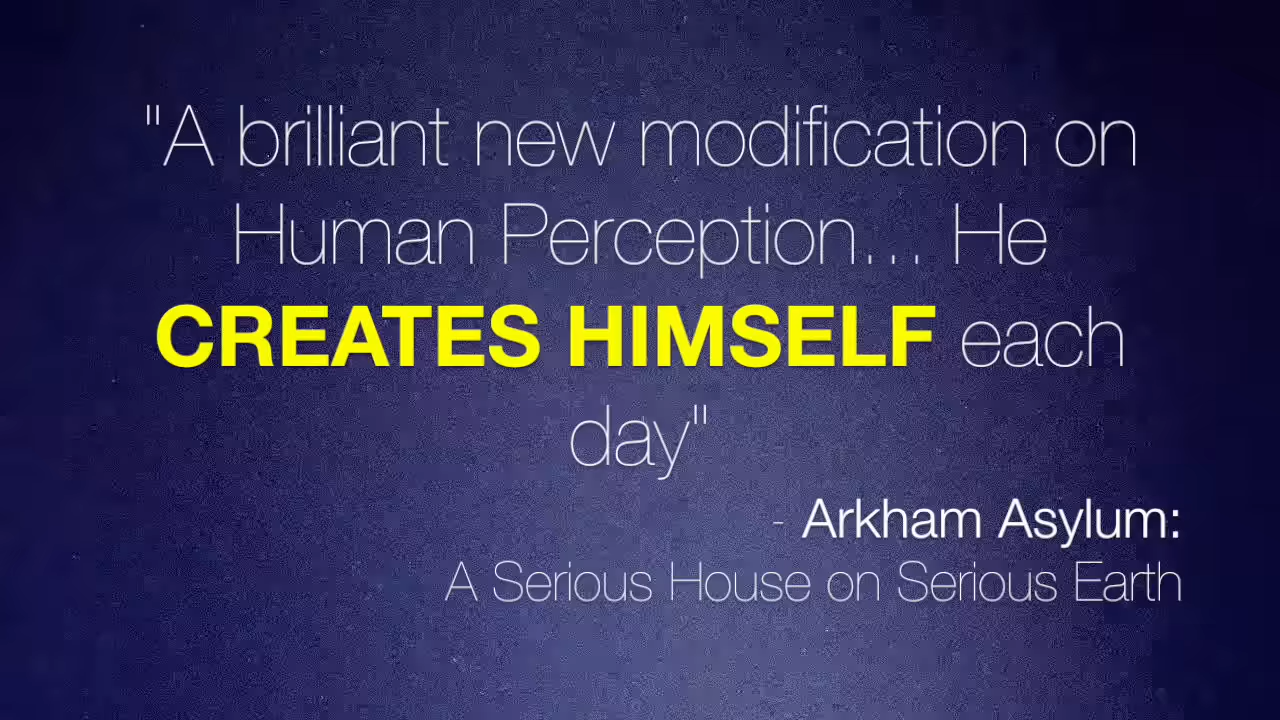 "A brilliant new modification on
Human Perception... He
CREATES HIMSELF each
day"
- Arkham Asylum:
A Serious House on Serious Earth